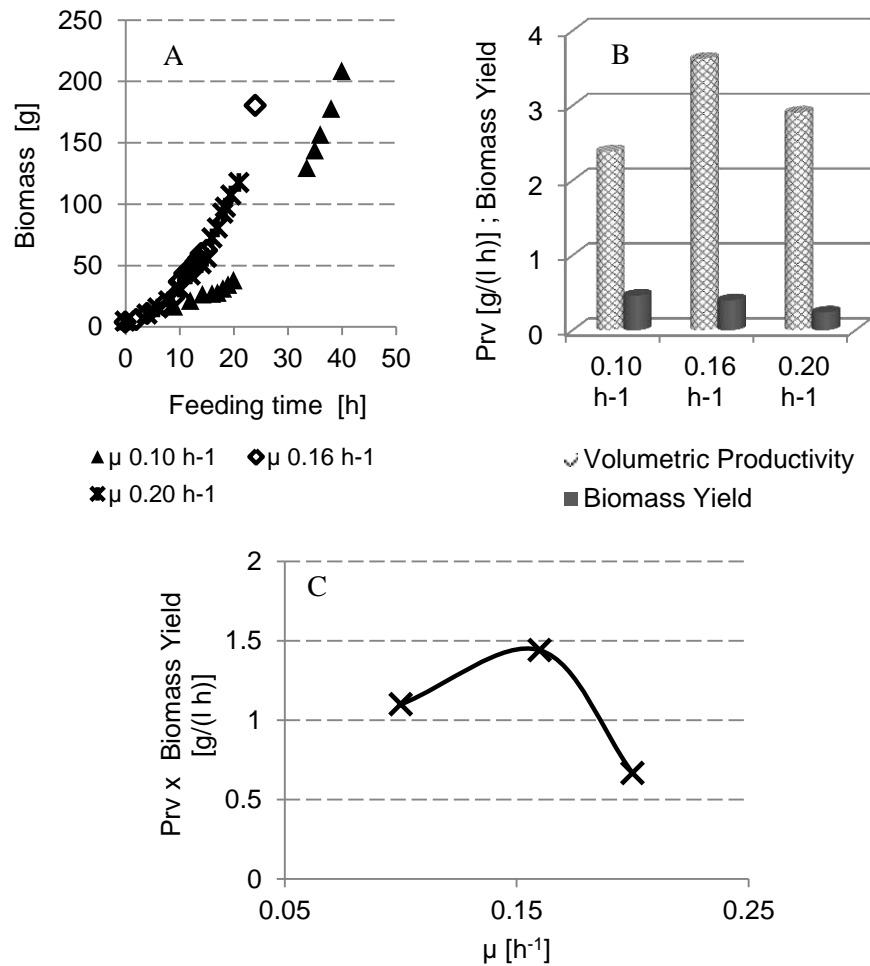 A
Biomass [g]
250
200
150
100
50
0
0 10 20 30 40 50
Feeding time [h]
▲ μ 0.10 h-1 ◇ μ 0.16 h-1
μ 0.20 h-1
B
Prv [g/(l h)] ; Biomass Yield
4
3
2
1
0
0.10 0.16 0.20
h-1 h-1 h-1
Volumetric Productivity
Biomass Yield
C
Prv x Biomass Yield
[g/(l h)]
2
1.5
1
0.5
0
0.05 0.15 0.25
μ [h-1]